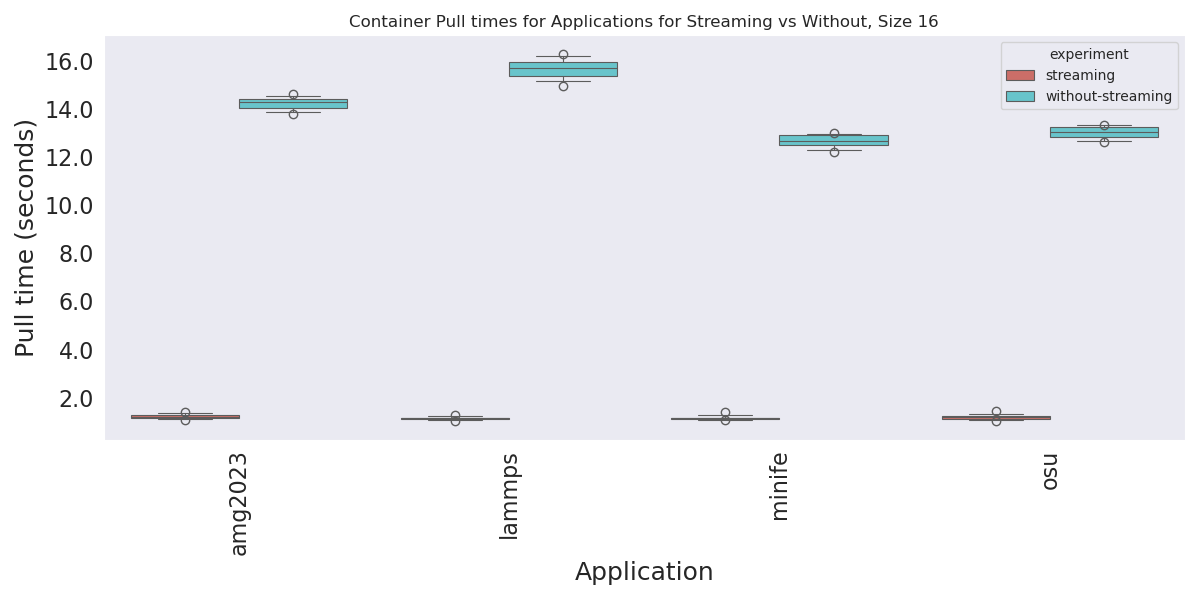 Container Pull times for Applications for Streaming vs Without, Size 16
experiment
streaming
without-streaming
Pull time (seconds)
16.0
14.0
12.0
10.0
8.0
6.0
4.0
2.0
amg2023
lammps
minife
osu
Application